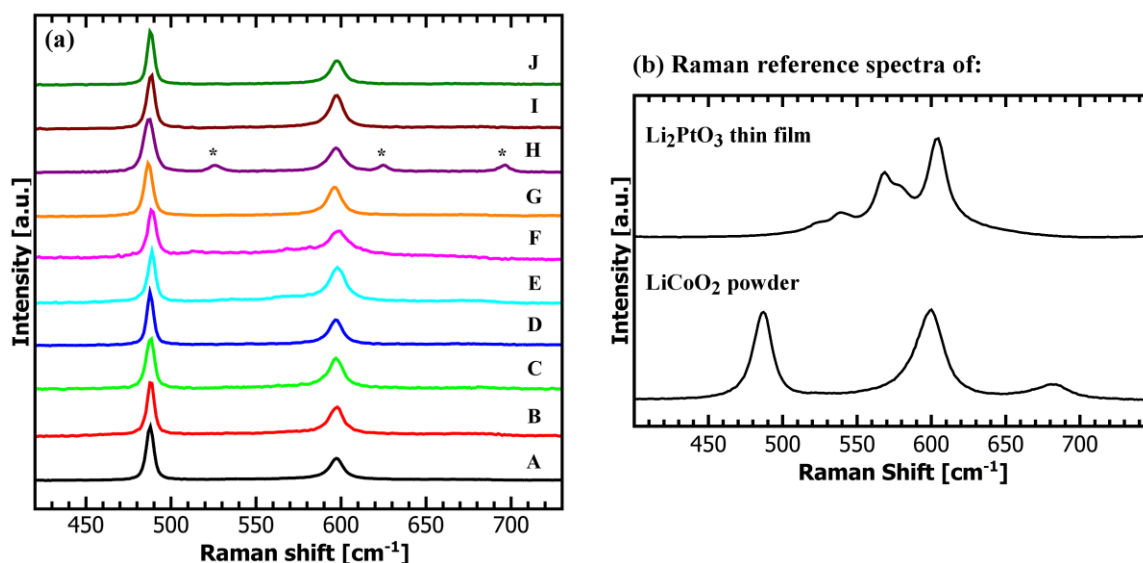 (a)
J
I
* * *
H
G
F
E
D
C
B
A
Intensity [a.u.]
450 500 550 600 650 700
Raman shift [cm⁻¹]
(b) Raman reference spectra of:
Li₂PtO₃ thin film
LiCoO₂ powder
Intensity [a.u.]
450 500 550 600 650 700
Raman Shift [cm⁻¹]